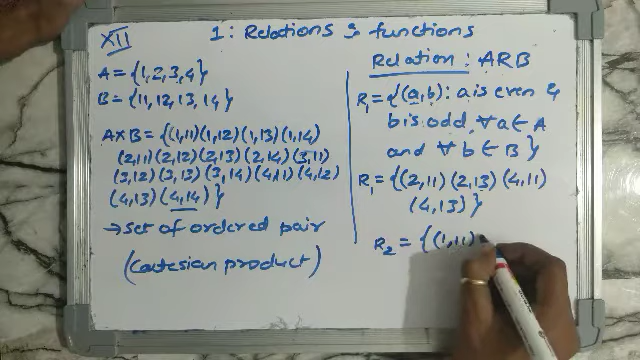 XII
1: Relations & functions
A = {1,2,3,4}
B = {11,12,13,14}
A×B = {(1,11)(1,12)(1,13)(1,14)
(2,11)(2,12)(2,13)(2,14)(3,11)
(3,12)(3,13)(3,14)(4,11)(4,12)
(4,13)(4,14)}
→ Set of ordered pair
(Cartesian product)
Relation: ARB
R₁ = {(a,b): a is even &
b is odd, ∀ a ∈ A
and ∀ b ∈ B}
R₁ = {(2,11)(2,13)(4,11)
(4,13)}
R₂ = {(1,11)